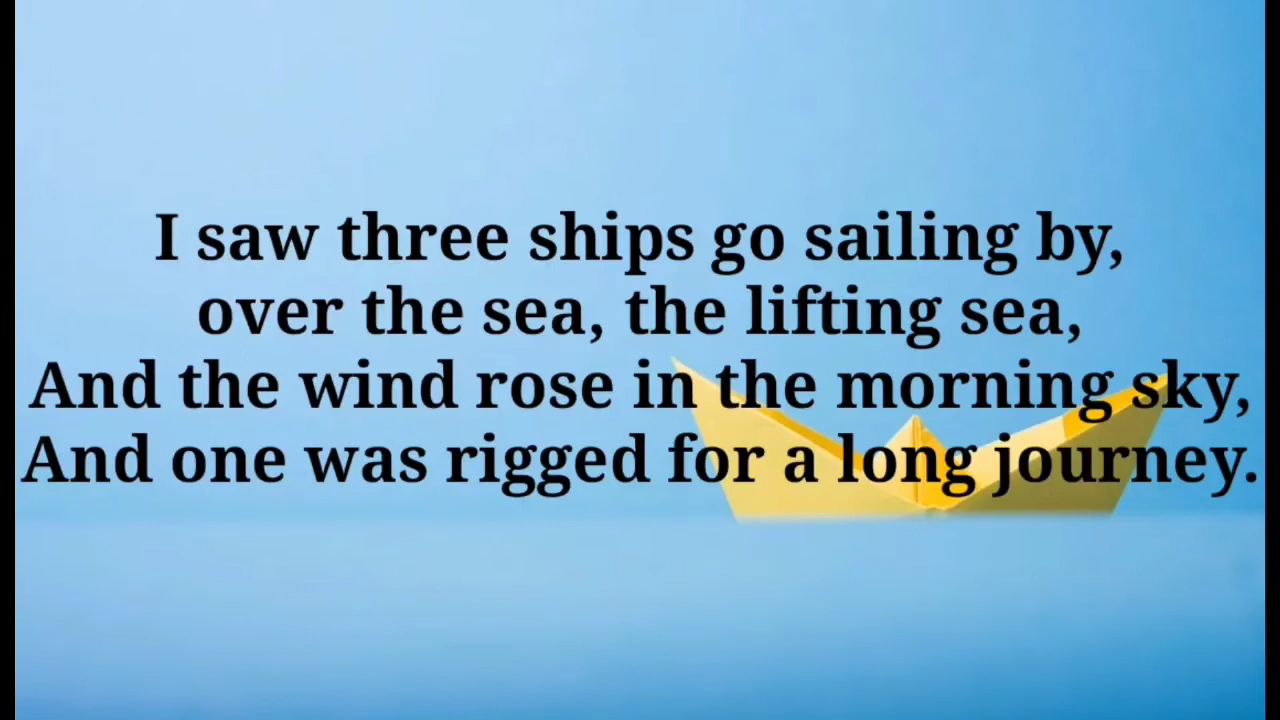 I saw three ships go sailing by,
over the sea, the lifting sea,
And the wind rose in the morning sky,
And one was rigged for a long journey.